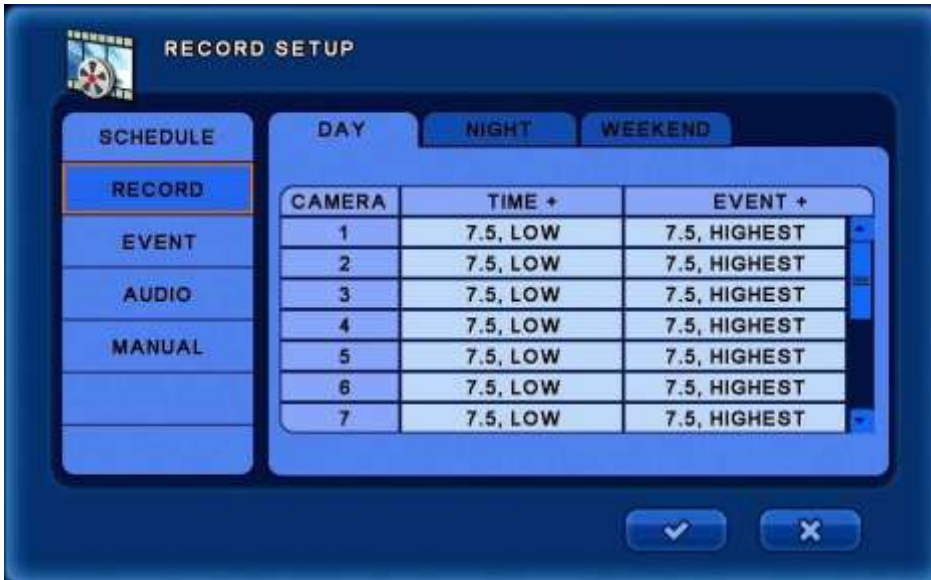 RECORD SETUP
SCHEDULE
RECORD
EVENT
AUDIO
MANUAL
DAY NIGHT WEEKEND
CAMERA TIME + EVENT +
1 7.5, LOW 7.5, HIGHEST
2 7.5, LOW 7.5, HIGHEST
3 7.5, LOW 7.5, HIGHEST
4 7.5, LOW 7.5, HIGHEST
5 7.5, LOW 7.5, HIGHEST
6 7.5, LOW 7.5, HIGHEST
7 7.5, LOW 7.5, HIGHEST